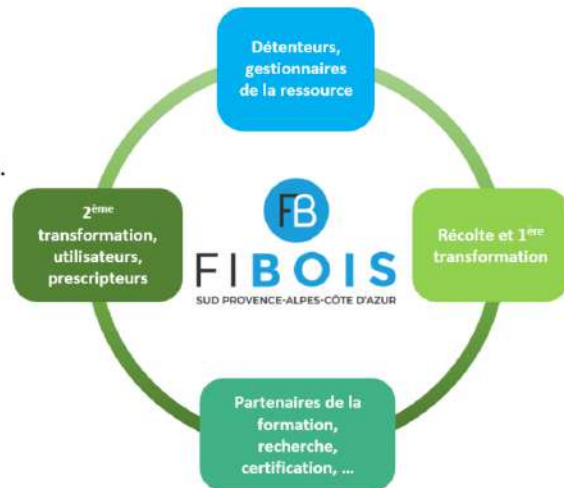 Détenteurs,
gestionnaires
de la ressource
.
2ème
transformation,
utilisateurs,
prescripteurs
FB
FIBOIS
SUD PROVENCE-ALPES-CÔTE D'AZUR
Récolte et 1ere
transformation
Partenaires de la
formation,
recherche,
certification, ...